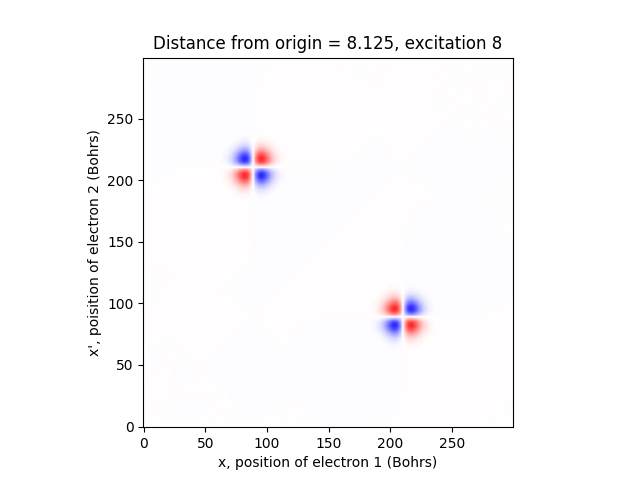 Distance from origin = 8.125, excitation 8
x', poisition of electron 2 (Bohrs)
250
200
150
100
50
0
0 50 100 150 200 250
x, position of electron 1 (Bohrs)